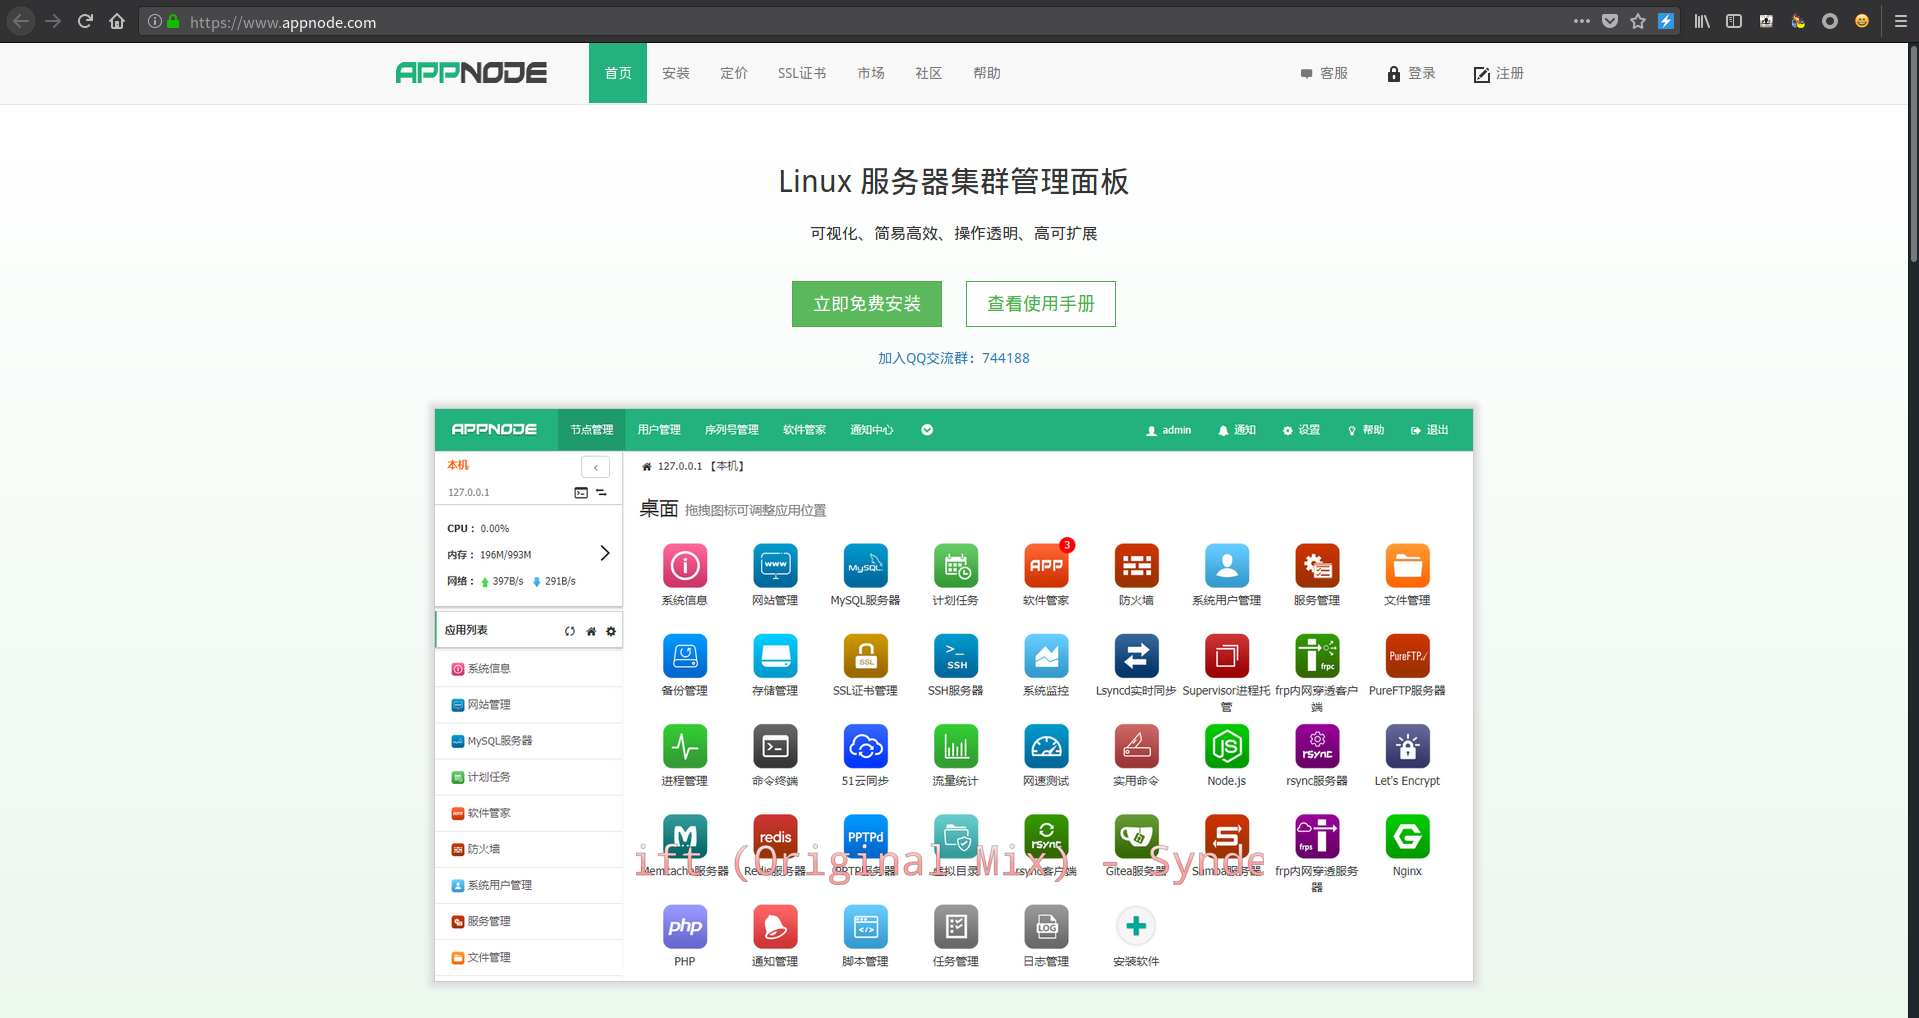 https://www.appnode.com
APPNODE 首页 安装 定价 SSL证书 市场 社区 帮助 客服 登录 注册
Linux 服务器集群管理面板
可视化、简易高效、操作透明、高可扩展
立即免费安装 查看使用手册
加入QQ交流群：744188
APPNODE 节点管理 用户管理 序列号管理 软件管家 通知中心 admin 通知 设置 帮助 退出
本机
127.0.0.1
CPU： 0.00%
内存： 196M/993M
网络： 397B/s 291B/s
应用列表
系统信息
网站管理
MySQL服务器
计划任务
软件管家
防火墙
系统用户管理
服务管理
文件管理
127.0.0.1 【本机】
桌面 拖拽图标可调整应用位置
www MySQL APP 3
系统信息 网站管理 MySQL服务器 计划任务 软件管家 防火墙 系统用户管理 服务管理 文件管理
SSL >_ SSH frpc PureFTP
备份管理 存储管理 SSL证书管理 SSH服务器 系统监控 Lsyncd实时同步 Supervisor进程托管 frp内网穿透客户端 PureFTP服务器
JS rsync
进程管理 命令终端 51云同步 流量统计 网速测试 实用命令 Node.js rsync服务器 Let's Encrypt
M redis PPTPd rsync S frps G
Memcache服务器 Redis服务器 PPTP服务器 虚拟目录 rsync客户端 Gitea服务器 Samba服务器 frp内网穿透服务器 Nginx
ift (Original Mix) - Synde
php </> LOG
PHP 通知管理 脚本管理 任务管理 日志管理 安装软件